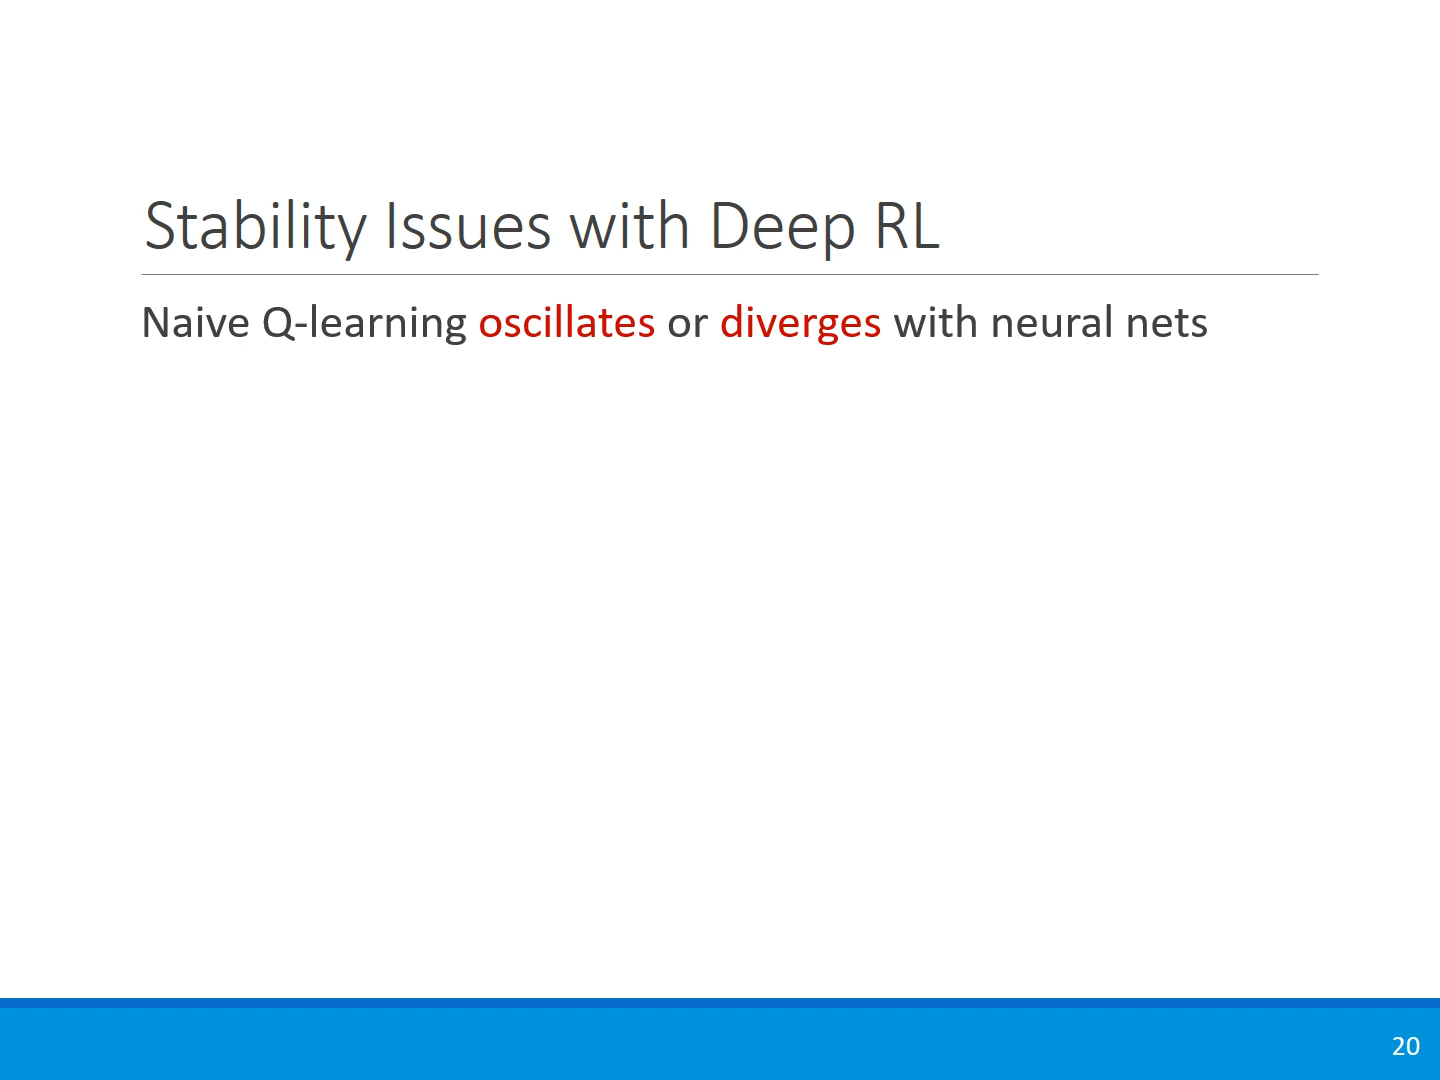 Stability Issues with Deep RL
Naive Q-learning oscillates or diverges with neural nets
20